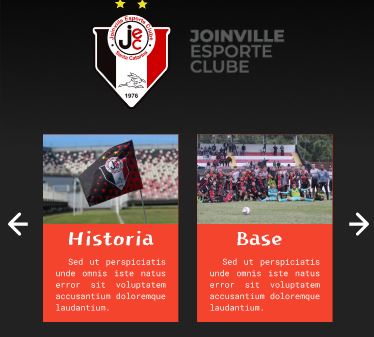 Joinville Esporte Clube
jec
Santa Catarina
1976
JOINVILLE
ESPORTE
CLUBE
Historia
Sed ut perspiciatis
unde omnis iste natus
error sit voluptatem
accusantium doloremque
laudantium.
Base
Sed ut perspiciatis
unde omnis iste natus
error sit voluptatem
accusantium doloremque
laudantium.